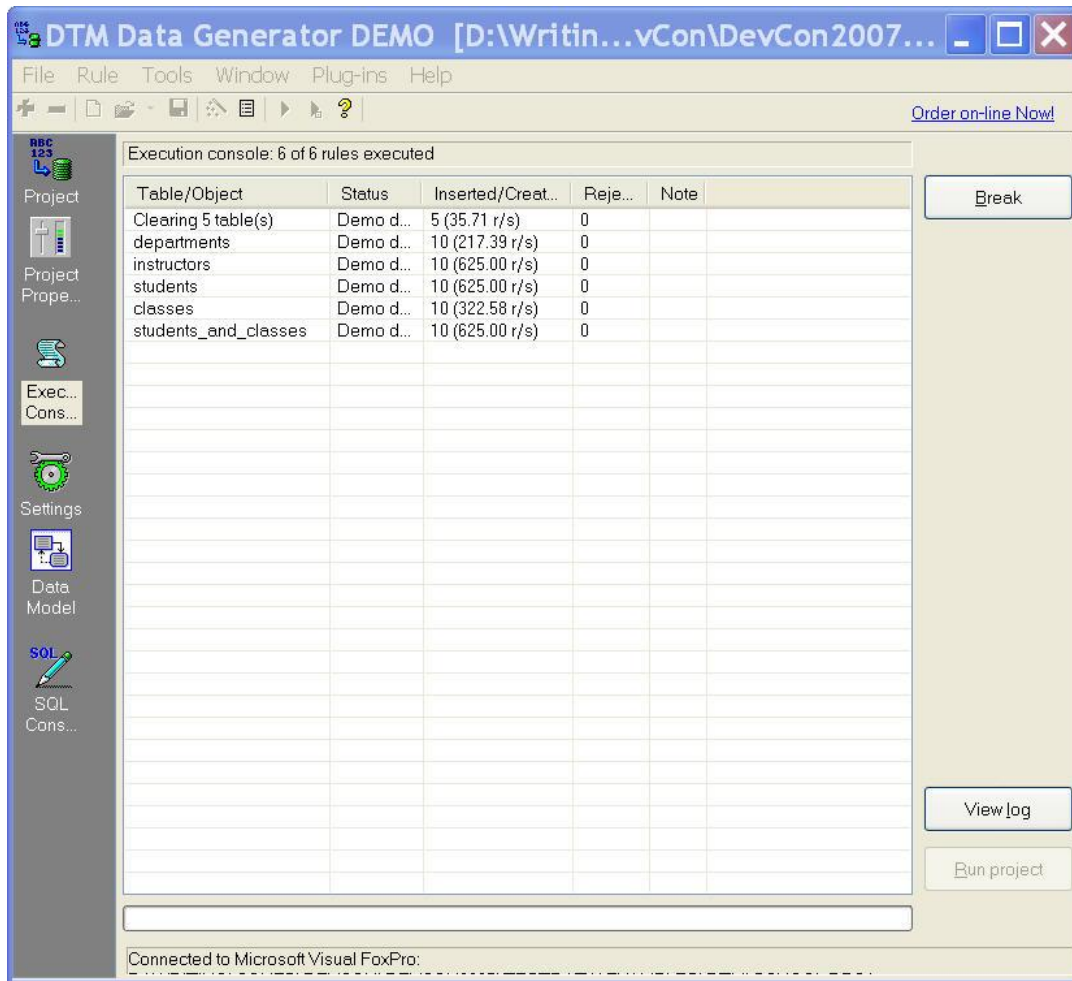 DTM Data Generator DEMO [D:\Writin...vCon\DevCon2007...
File Rule Tools Window Plug-ins Help
Order on-line Now!
ABC
123
Project
Project
Prope...
Exec...
Cons...
Settings
Data
Model
SQL
SQL
Cons...
Execution console: 6 of 6 rules executed
Table/Object Status Inserted/Creat... Reje... Note
Clearing 5 table(s) Demo d... 5 (35.71 r/s) 0
departments Demo d... 10 (217.39 r/s) 0
instructors Demo d... 10 (625.00 r/s) 0
students Demo d... 10 (625.00 r/s) 0
classes Demo d... 10 (322.58 r/s) 0
students_and_classes Demo d... 10 (625.00 r/s) 0
Break
View log
Run project
Connected to Microsoft Visual FoxPro: